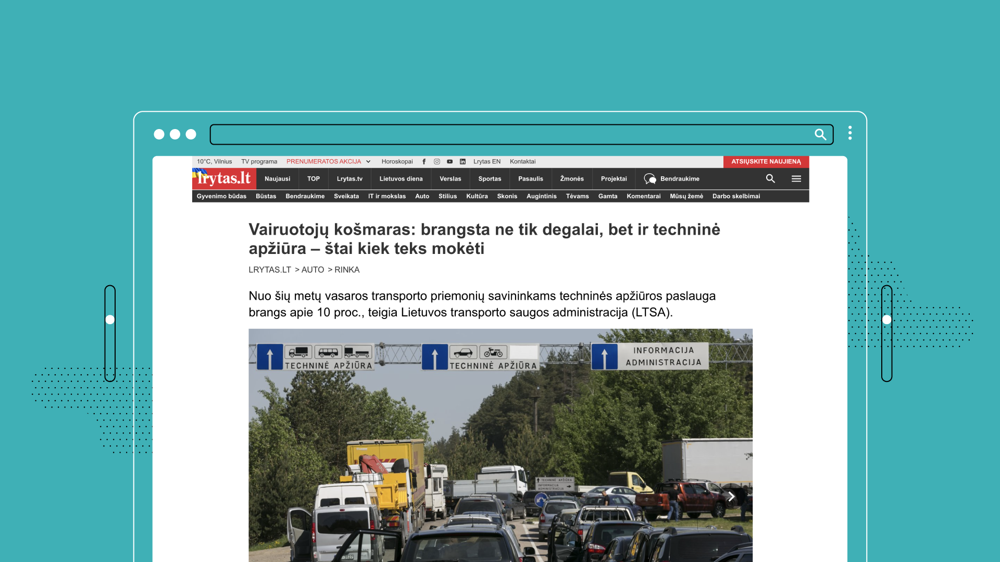 10°C, Vilnius TV programa PRENUMERATOS AKCIJA Horoskopai Lrytas EN Kontaktai ATSIŲSKITE NAUJIENĄ
lrytas.lt Naujausi TOP Lrytas.tv Lietuvos diena Verslas Sportas Pasaulis Žmonės Projektai Bendraukime
Gyvenimo būdas Būstas Bendraukime Sveikata IT ir mokslas Auto Stilius Kultūra Skonis Augintinis Tėvams Gamta Komentarai Mūsų žemė Darbo skelbimai
Vairuotojų košmaras: brangsta ne tik degalai, bet ir techninė
apžiūra – štai kiek teks mokėti
LRYTAS.LT > AUTO > RINKA
Nuo šių metų vasaros transporto priemonių savininkams techninės apžiūros paslauga
brangs apie 10 proc., teigia Lietuvos transporto saugos administracija (LTSA).
TECHNINĖ APŽIŪRA
TECHNINĖ APŽIŪRA
INFORMACIJA
ADMINISTRACIJA
TECHNINĖ APŽIŪRA
INFORMACIJA
ADMINISTRACIJA